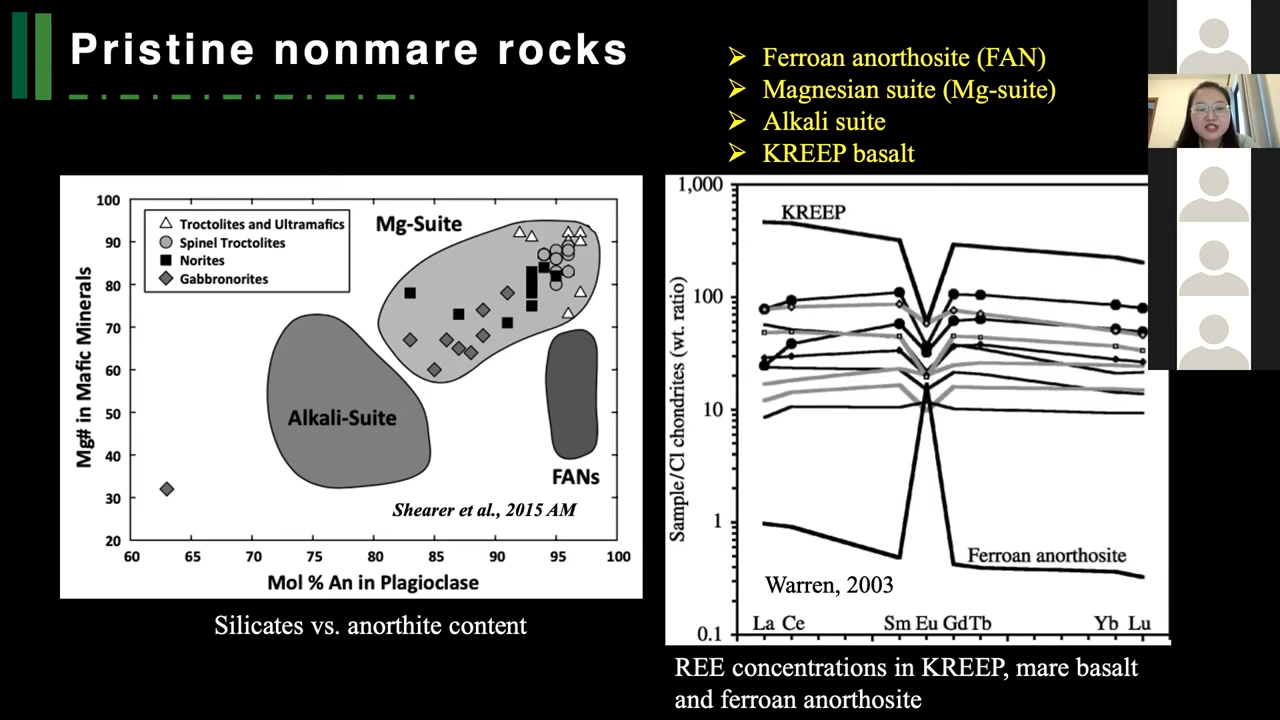 Pristine nonmare rocks
➢ Ferroan anorthosite (FAN)
➢ Magnesian suite (Mg-suite)
➢ Alkali suite
➢ KREEP basalt
100
90
80
70
60
50
40
30
20
Mg# in Mafic Minerals
Troctolites and Ultramafics
Spinel Troctolites
Norites
Gabbronorites
Mg-Suite
Alkali-Suite
FANs
Shearer et al., 2015 AM
60 65 70 75 80 85 90 95 100
Mol % An in Plagioclase
Silicates vs. anorthite content
1,000
100
10
1
0.1
Sample/CI chondrites (wt. ratio)
KREEP
Ferroan anorthosite
Warren, 2003
La Ce Sm Eu Gd Tb Yb Lu
REE concentrations in KREEP, mare basalt
and ferroan anorthosite